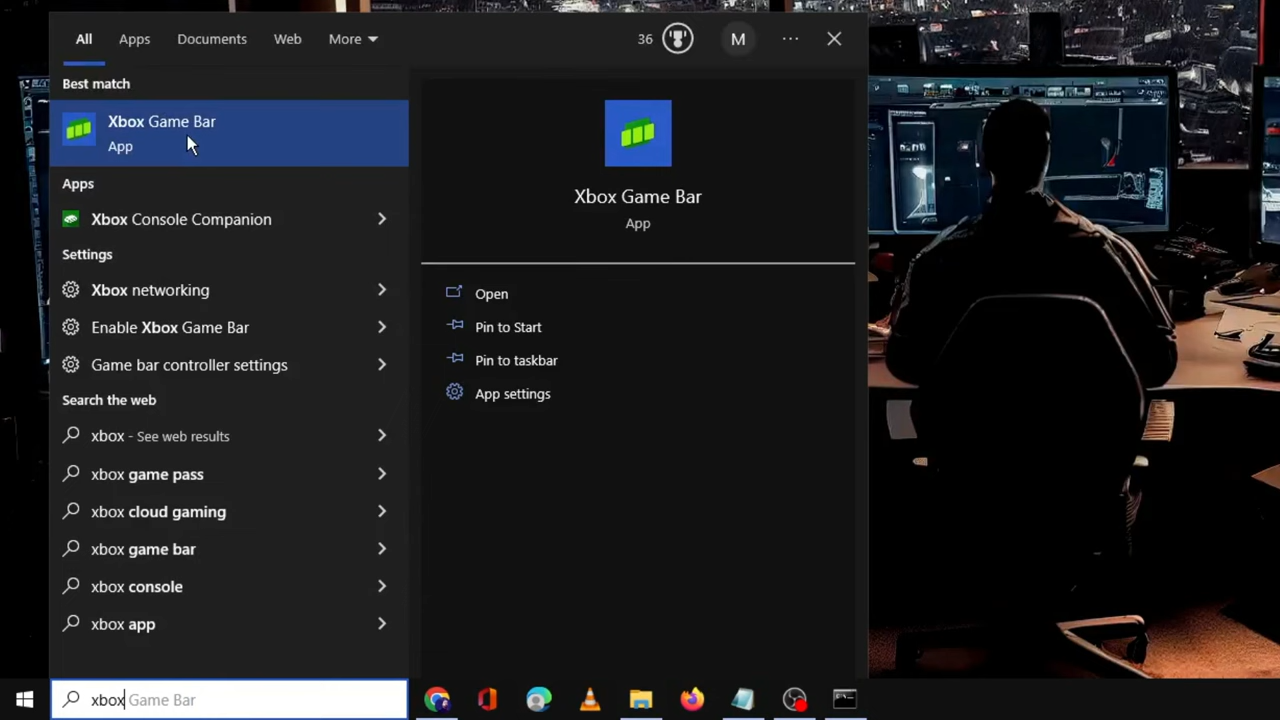 All Apps Documents Web More 36 M
Best match
Xbox Game Bar
App
Apps
Xbox Console Companion
Settings
Xbox networking
Enable Xbox Game Bar
Game bar controller settings
Search the web
xbox - See web results
xbox game pass
xbox cloud gaming
xbox game bar
xbox console
xbox app
Xbox Game Bar
App
Open
Pin to Start
Pin to taskbar
App settings
xbox Game Bar